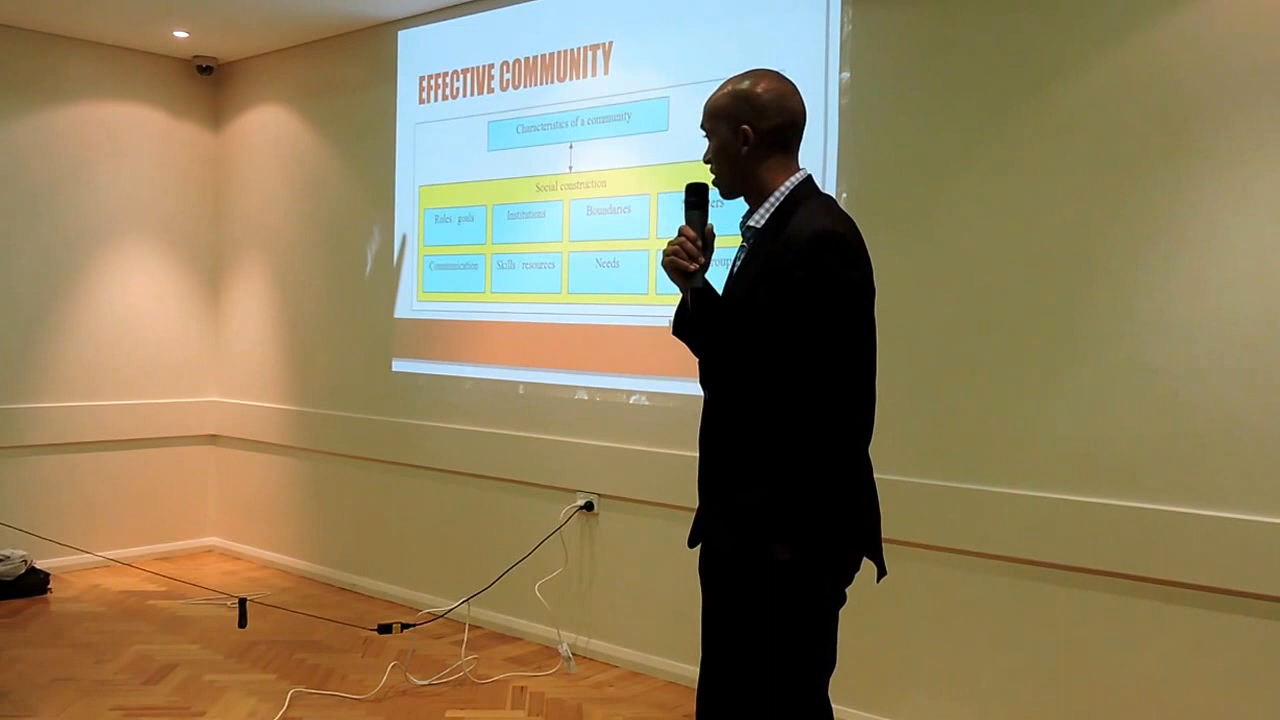 EFFECTIVE COMMUNITY
Characteristics of a community
Social construction
Roles / goals
Institutions
Boundaries
Communication
Skills / resources
Needs